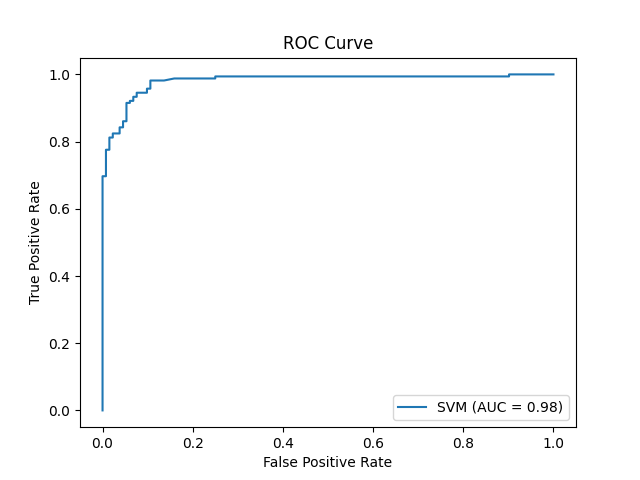 ROC Curve
1.0
0.8
0.6
0.4
0.2
0.0
True Positive Rate
SVM (AUC = 0.98)
0.0 0.2 0.4 0.6 0.8 1.0
False Positive Rate